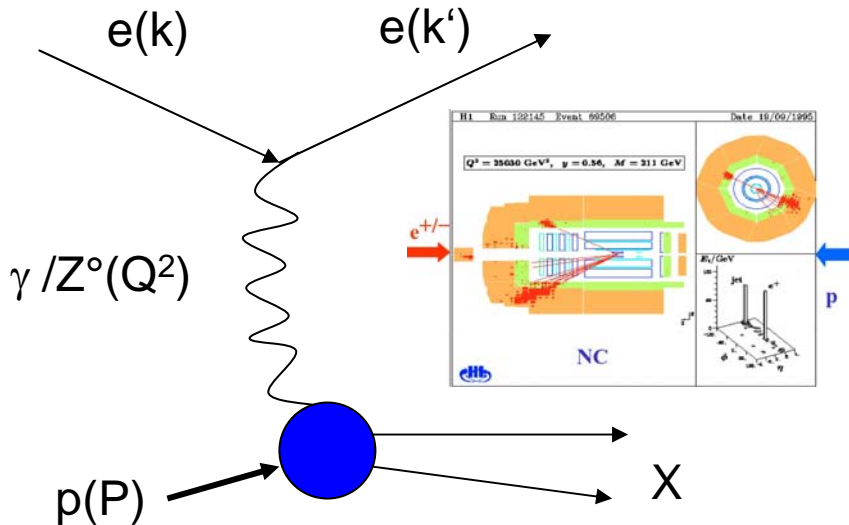 e(k)
e(k‘)
H1 Run 122145 Event 69506 Date 19/09/1995
Q² = 25030 GeV², y = 0.56, M = 211 GeV
e⁺/⁻
γ /Z°(Q²)
E_t/GeV
jet
e⁺
p
NC
φ
η
p(P)
X